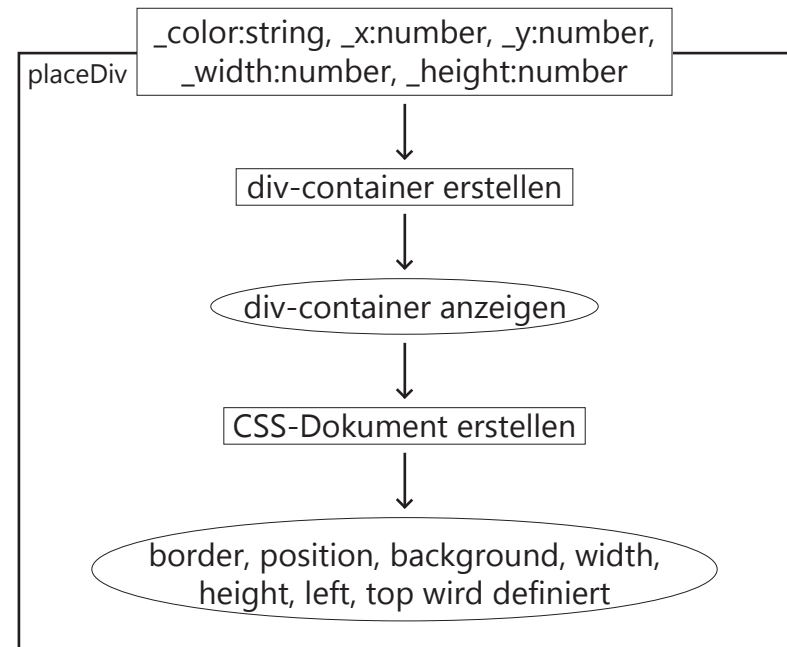 _color:string, _x:number, _y:number,
_width:number, _height:number
placeDiv
div-container erstellen
div-container anzeigen
CSS-Dokument erstellen
border, position, background, width,
height, left, top wird definiert